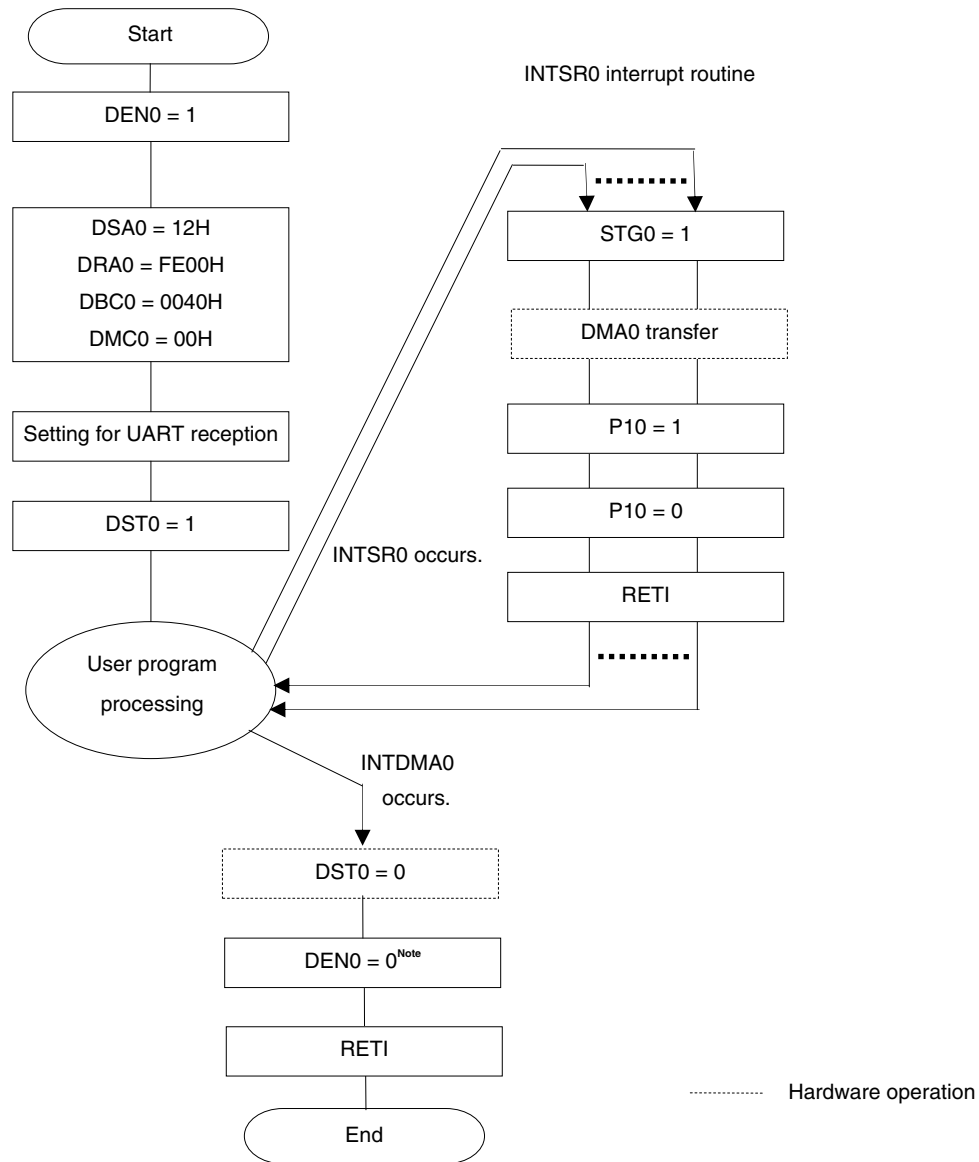 Start
DEN0 = 1
DSA0 = 12H
DRA0 = FE00H
DBC0 = 0040H
DMC0 = 00H
Setting for UART reception
DST0 = 1
User program
processing
INTSR0 interrupt routine
STG0 = 1
DMA0 transfer
P10 = 1
P10 = 0
RETI
INTSR0 occurs.
INTDMA0
occurs.
DST0 = 0
DEN0 = 0Note
RETI
End
Hardware operation